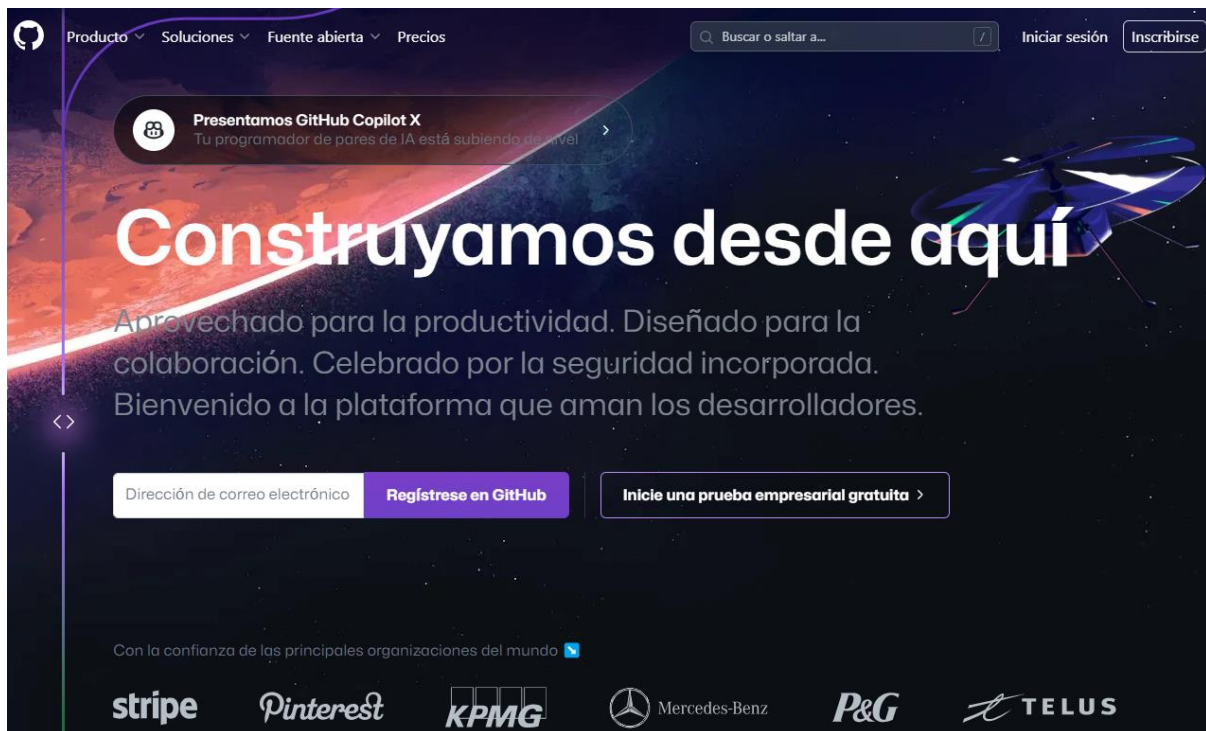 Producto Soluciones Fuente abierta Precios Buscar o saltar a... / Iniciar sesión Inscribirse
Presentamos GitHub Copilot X
Tu programador de pares de IA está subiendo de nivel
Construyamos desde aquí
Aprovechado para la productividad. Diseñado para la
colaboración. Celebrado por la seguridad incorporada.
Bienvenido a la plataforma que aman los desarrolladores.
Dirección de correo electrónico Regístrese en GitHub Inicie una prueba empresarial gratuita
Con la confianza de las principales organizaciones del mundo
stripe Pinterest KPMG Mercedes-Benz P&G TELUS